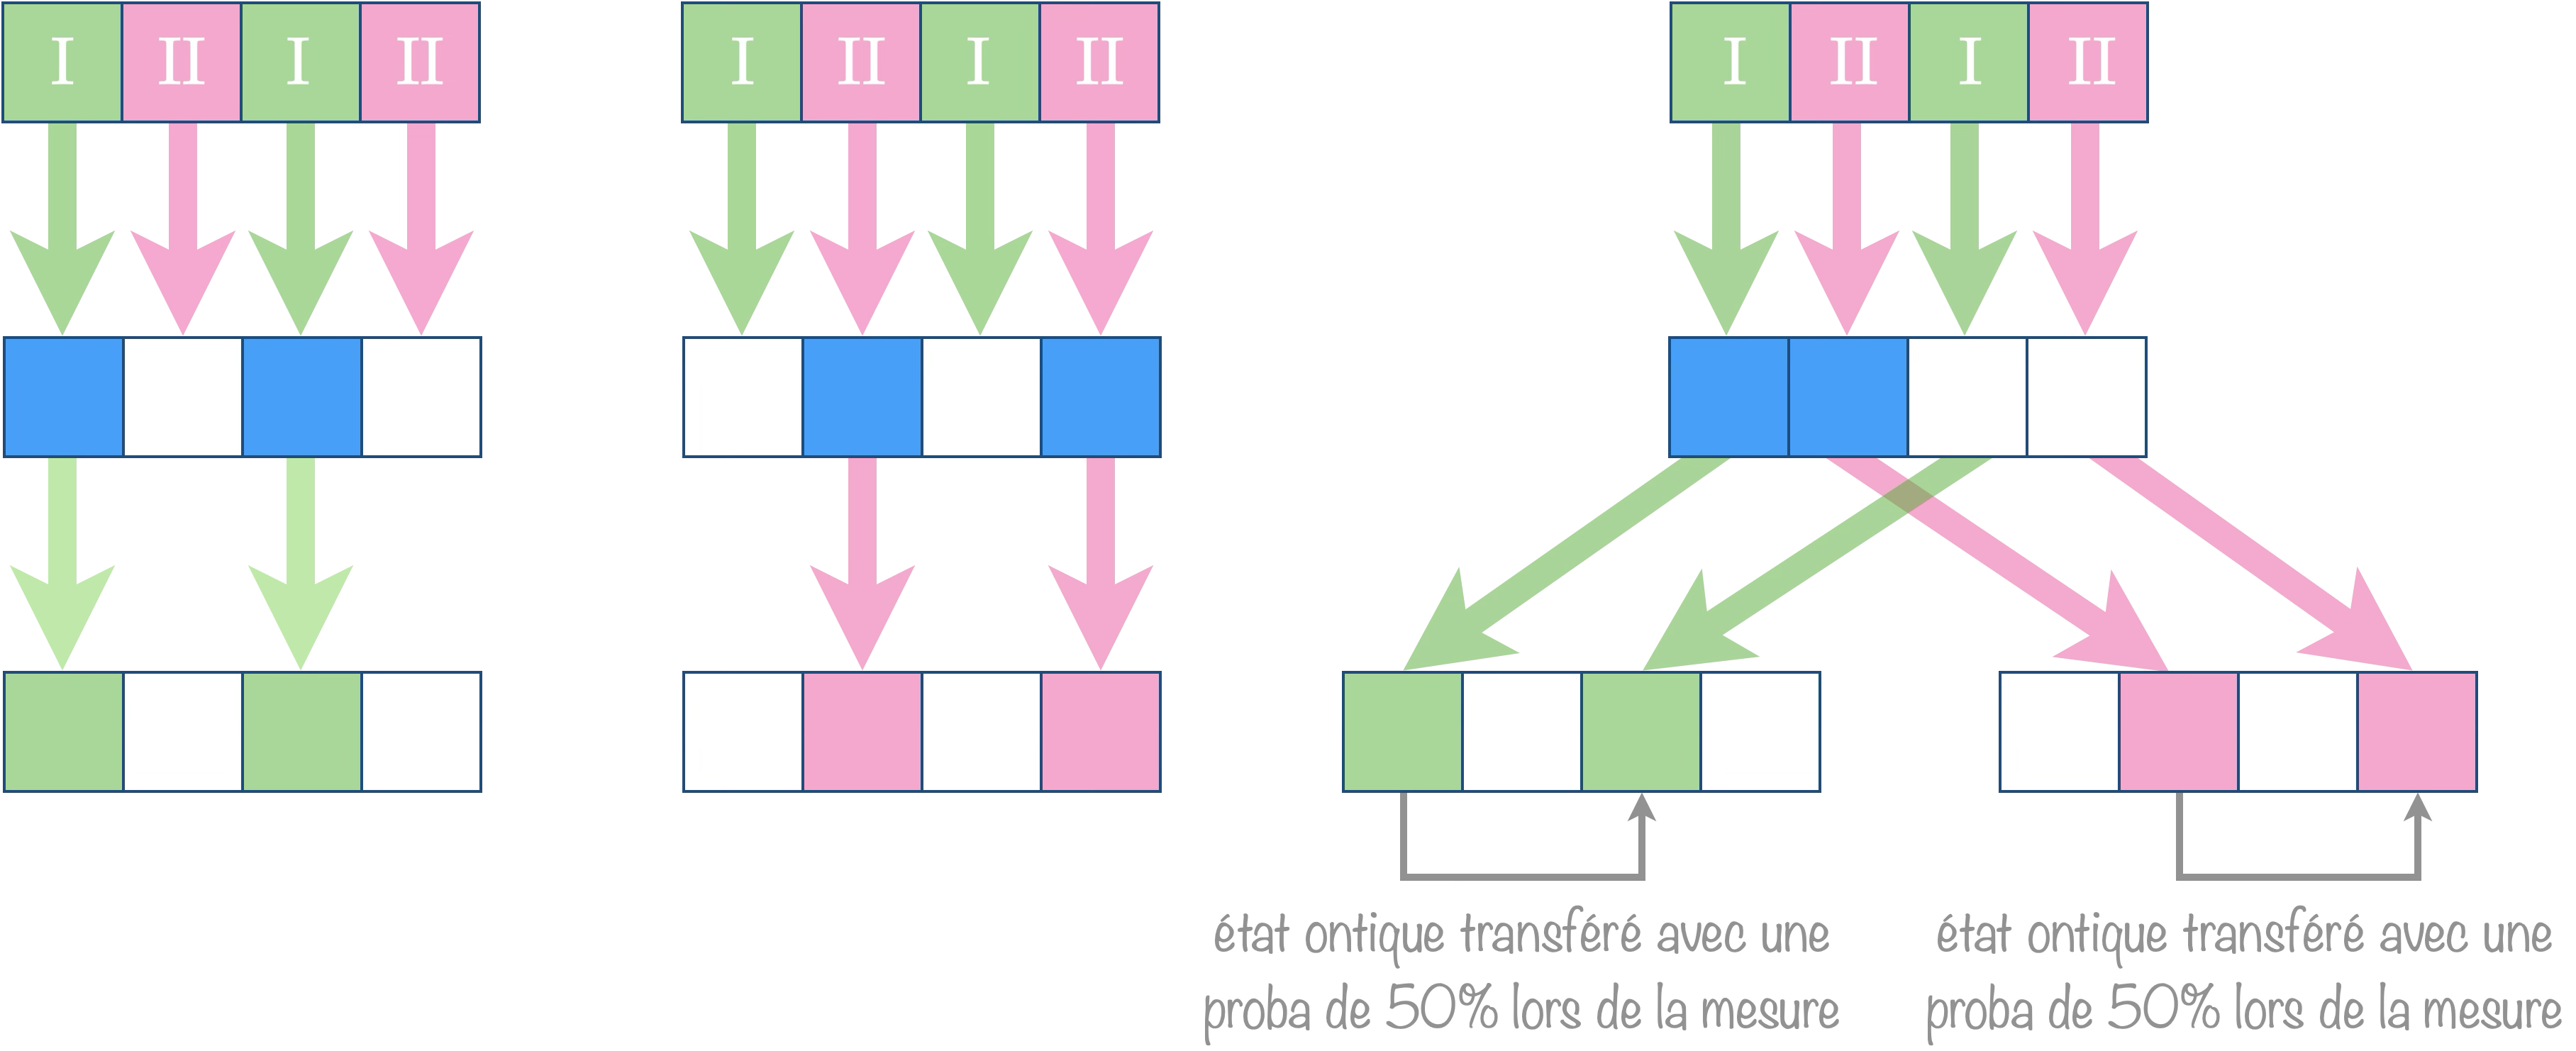 I II I II
I II I II
I II I II
état ontique transféré avec une
proba de 50% lors de la mesure
état ontique transféré avec une
proba de 50% lors de la mesure